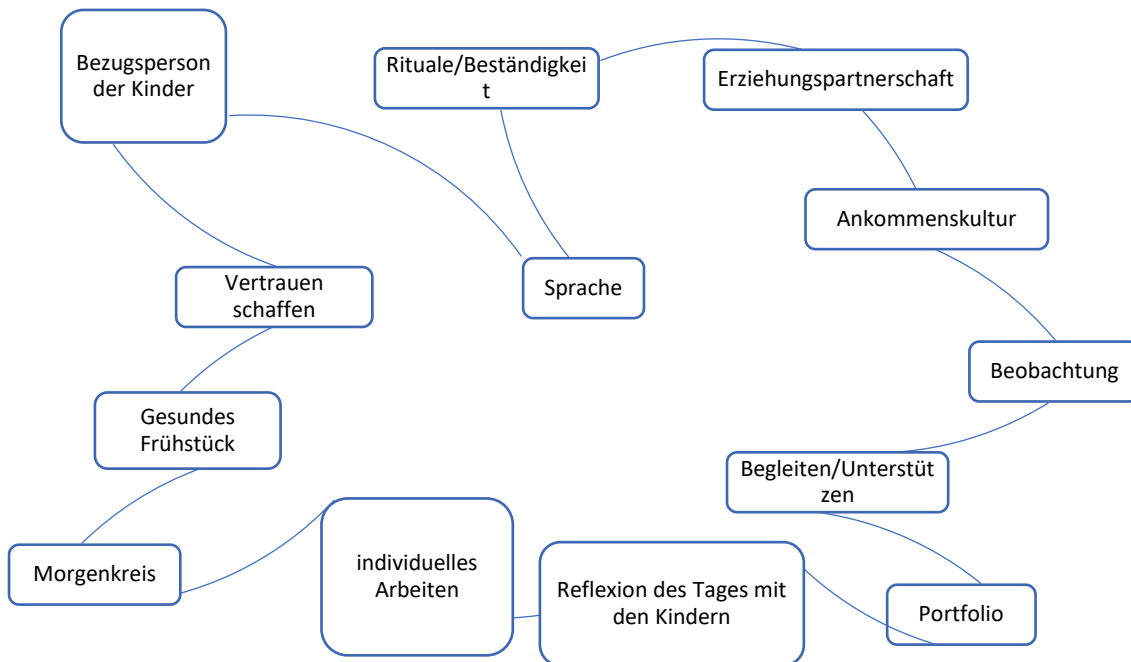 Bezugsperson
der Kinder
Rituale/Beständigkei
t
Erziehungspartnerschaft
Ankommenskultur
Vertrauen
schaffen
Sprache
Beobachtung
Gesundes
Frühstück
Begleiten/Unterstüt
zen
Morgenkreis
individuelles
Arbeiten
Reflexion des Tages mit
den Kindern
Portfolio